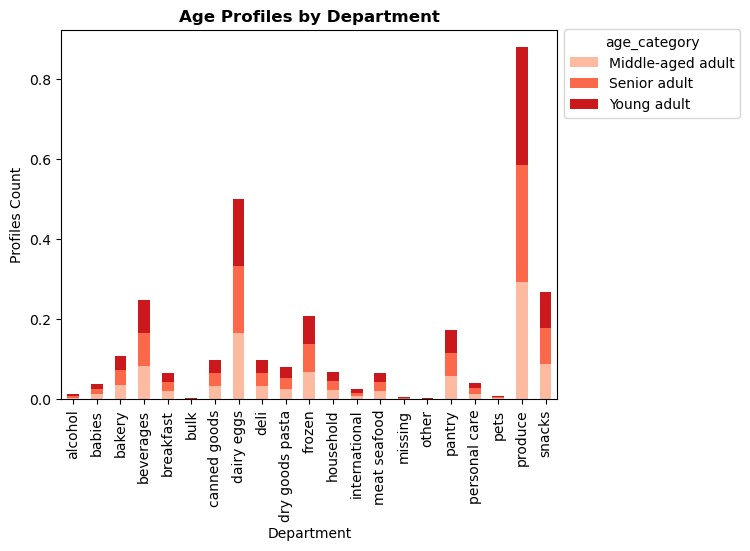 Age Profiles by Department
age_category
Middle-aged adult
Senior adult
Young adult
Profiles Count
0.8
0.6
0.4
0.2
0.0
alcohol
babies
bakery
beverages
breakfast
bulk
canned goods
dairy eggs
deli
dry goods pasta
frozen
household
international
meat seafood
missing
other
pantry
personal care
pets
produce
snacks
Department